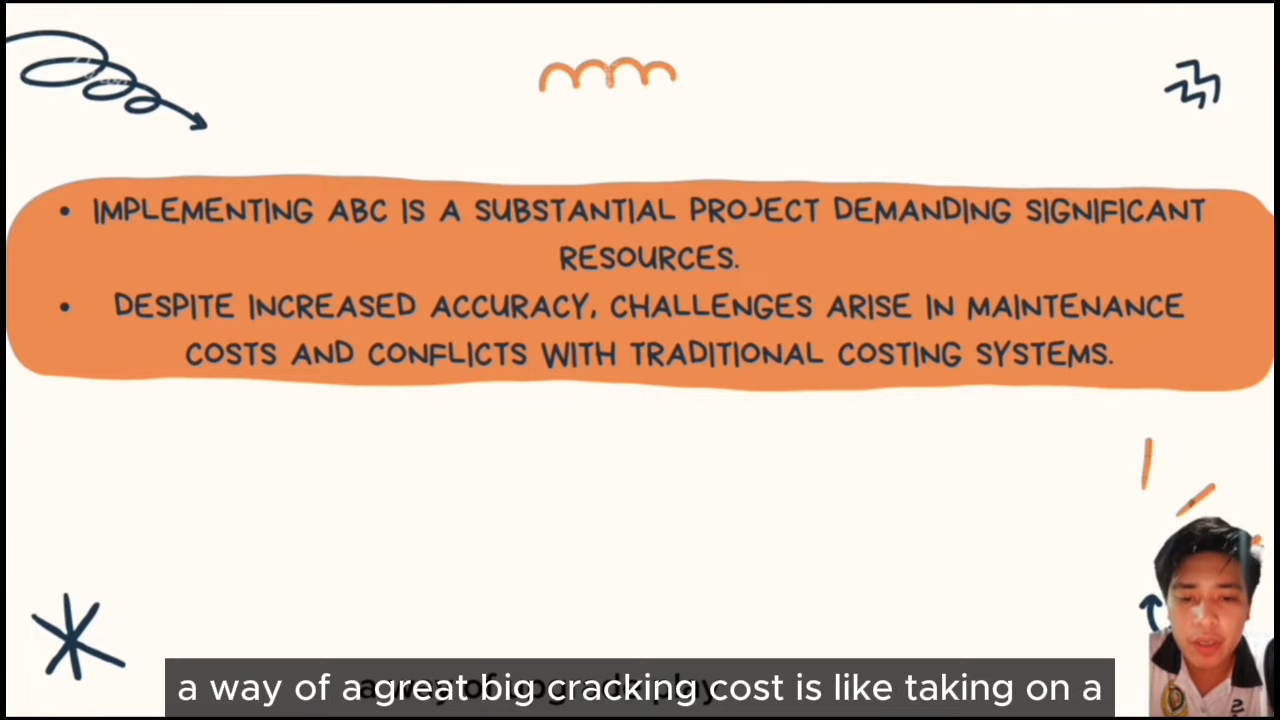 • IMPLEMENTING ABC IS A SUBSTANTIAL PROJECT DEMANDING SIGNIFICANT
RESOURCES.
• DESPITE INCREASED ACCURACY, CHALLENGES ARISE IN MAINTENANCE
COSTS AND CONFLICTS WITH TRADITIONAL COSTING SYSTEMS.
a way of a great big cracking cost is like taking on a